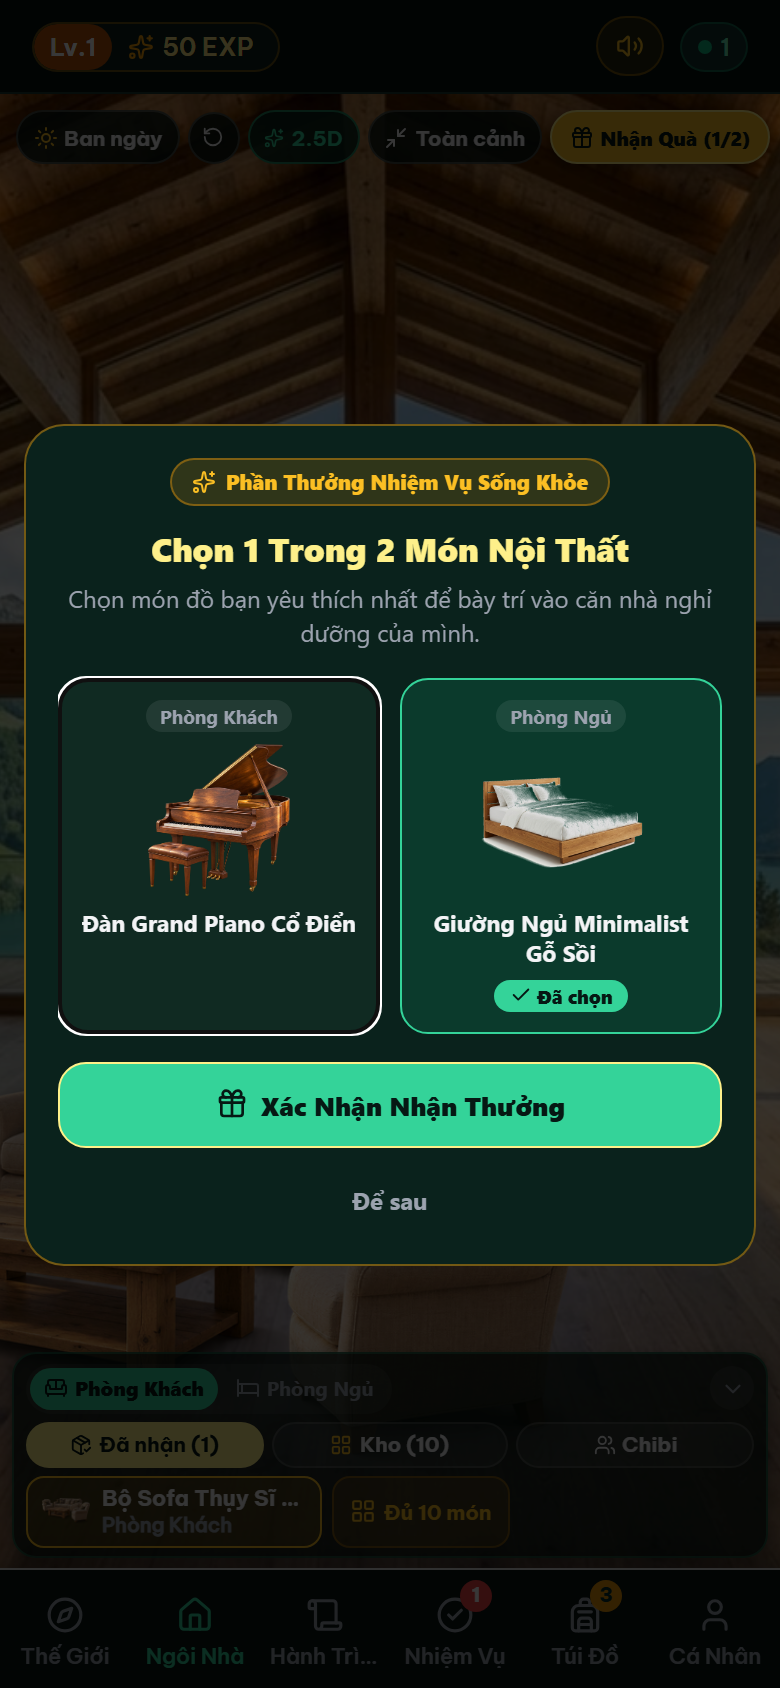 Lv.1
50 EXP
1
Ban ngày
2.5D
Toàn cảnh
Nhận Quà (1/2)
Phần Thưởng Nhiệm Vụ Sống Khỏe
Chọn 1 Trong 2 Món Nội Thất
Chọn món đồ bạn yêu thích nhất để bày trí vào căn nhà nghỉ
dưỡng của mình.
Phòng Khách
Đàn Grand Piano Cổ Điển
Phòng Ngủ
Giường Ngủ Minimalist
Gỗ Sồi
Đã chọn
Xác Nhận Nhận Thưởng
Để sau
Phòng Khách
Phòng Ngủ
Đã nhận (1)
Kho (10)
Chibi
Bộ Sofa Thụy Sĩ ...
Phòng Khách
Đủ 10 món
1
3
Thế Giới
Ngôi Nhà
Hành Trì...
Nhiệm Vụ
Túi Đồ
Cá Nhân